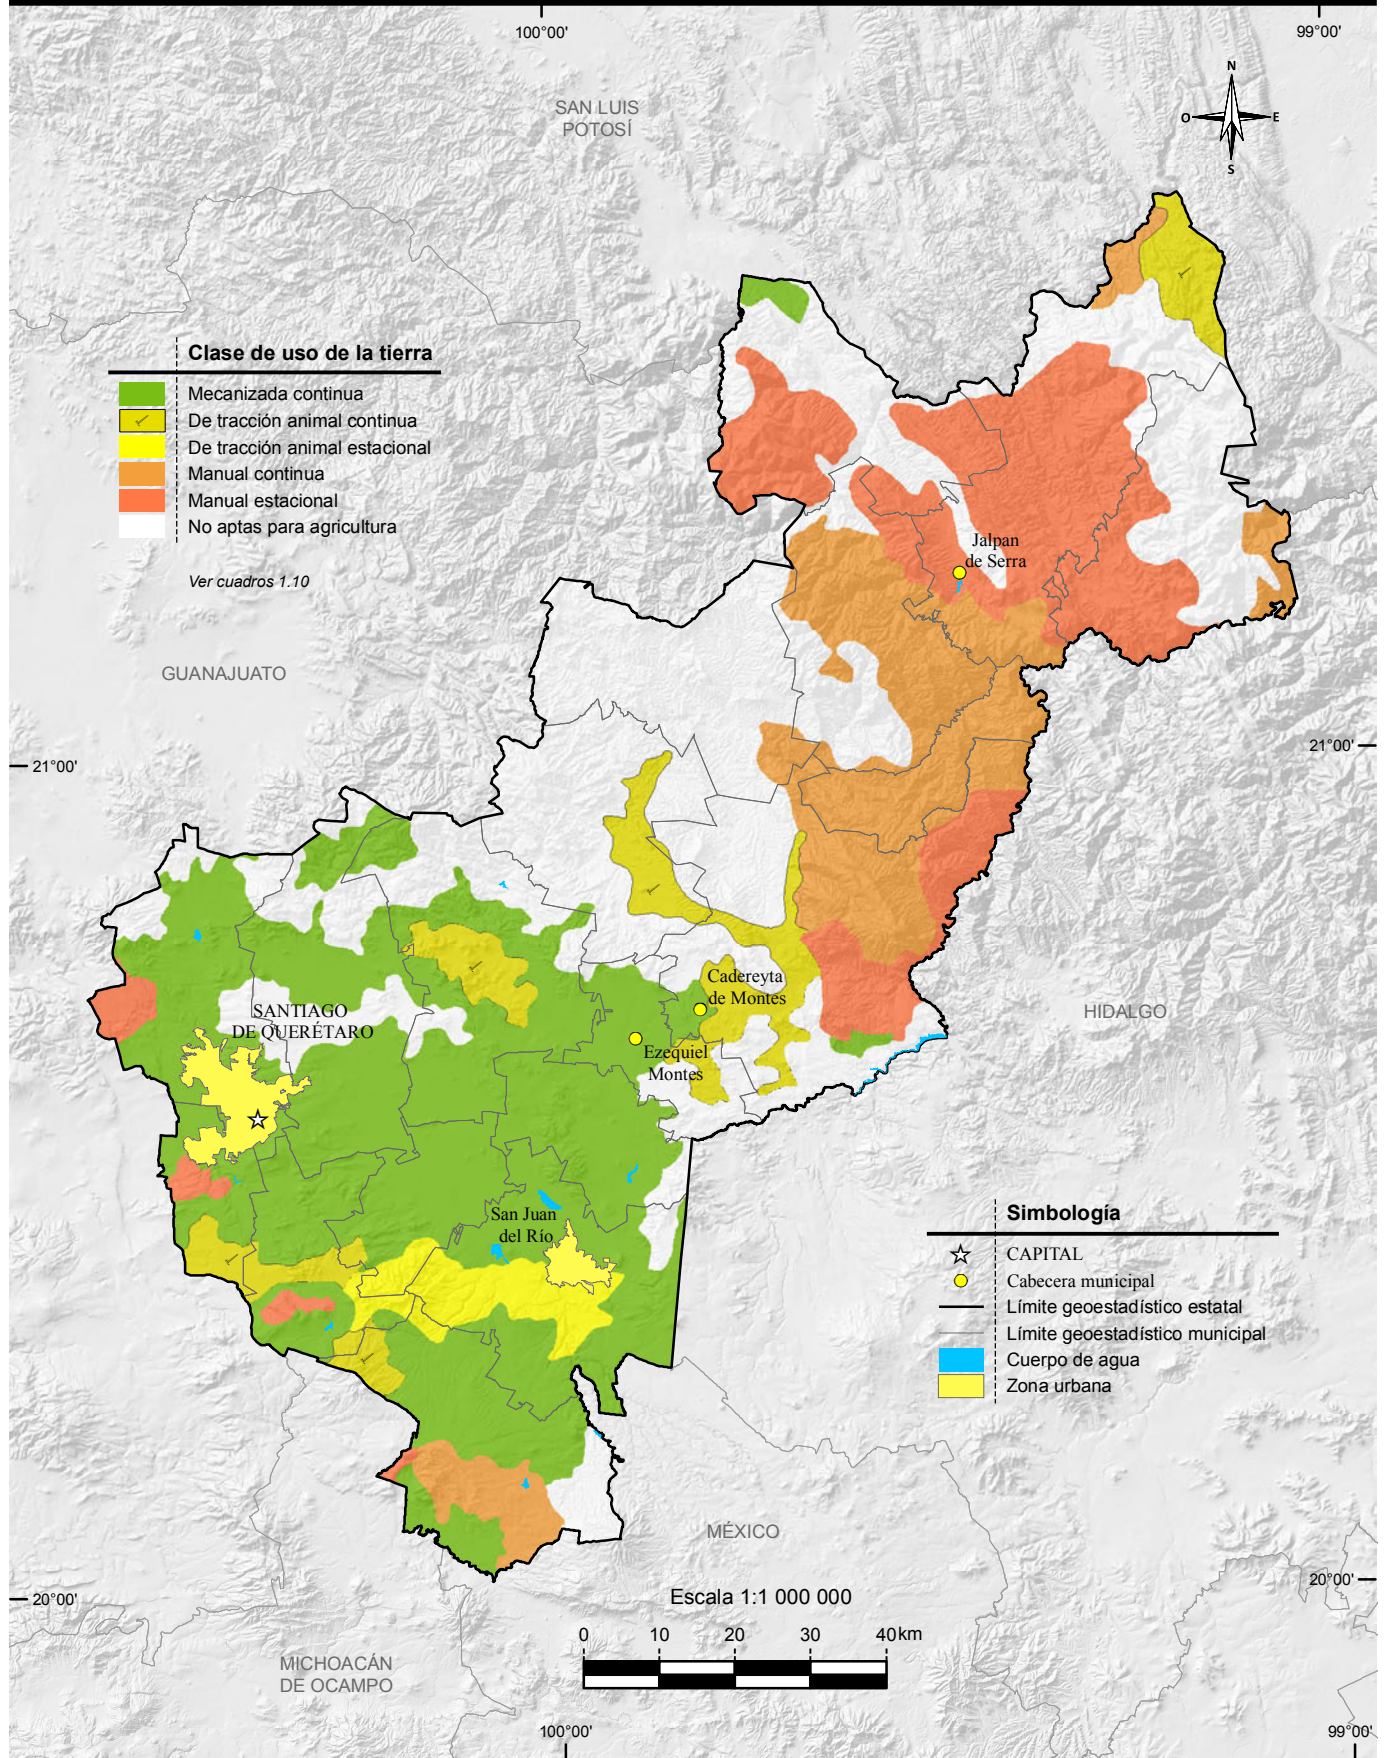 100°00'
99°00'
SAN LUIS
POTOSÍ
N
O
E
S
Clase de uso de la tierra
Mecanizada continua
De tracción animal continua
De tracción animal estacional
Manual continua
Manual estacional
No aptas para agricultura
Ver cuadros 1.10
Jalpan
de Serra
GUANAJUATO
21°00'
21°00'
Cadereyta
de Montes
SANTIAGO
DE QUERÉTARO
HIDALGO
Ezequiel
Montes
San Juan
del Río
Simbología
CAPITAL
Cabecera municipal
Límite geoestadístico estatal
Límite geoestadístico municipal
Cuerpo de agua
Zona urbana
MÉXICO
20°00'
20°00'
Escala 1:1 000 000
0 10 20 30 40km
MICHOACÁN
DE OCAMPO
100°00'
99°00'